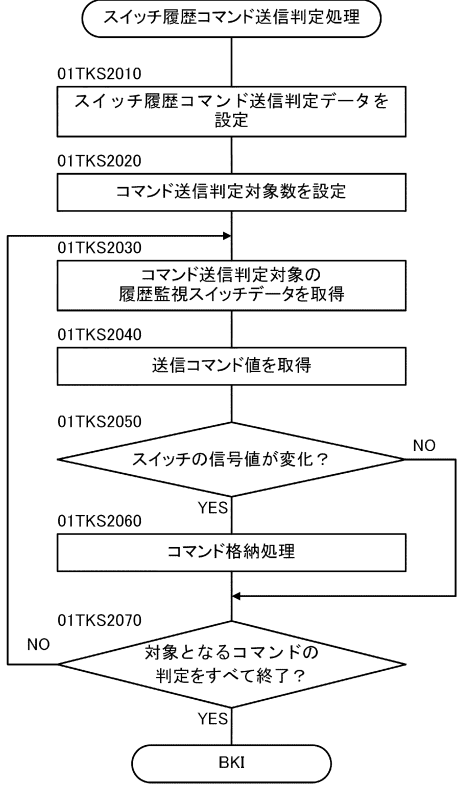 スイッチ履歴コマンド送信判定処理
01TKS2010
スイッチ履歴コマンド送信判定データを
設定
01TKS2020
コマンド送信判定対象数を設定
01TKS2030
コマンド送信判定対象の
履歴監視スイッチデータを取得
01TKS2040
送信コマンド値を取得
01TKS2050
スイッチの信号値が変化？
NO
YES
01TKS2060
コマンド格納処理
01TKS2070
NO
対象となるコマンドの
判定をすべて終了？
YES
BKI